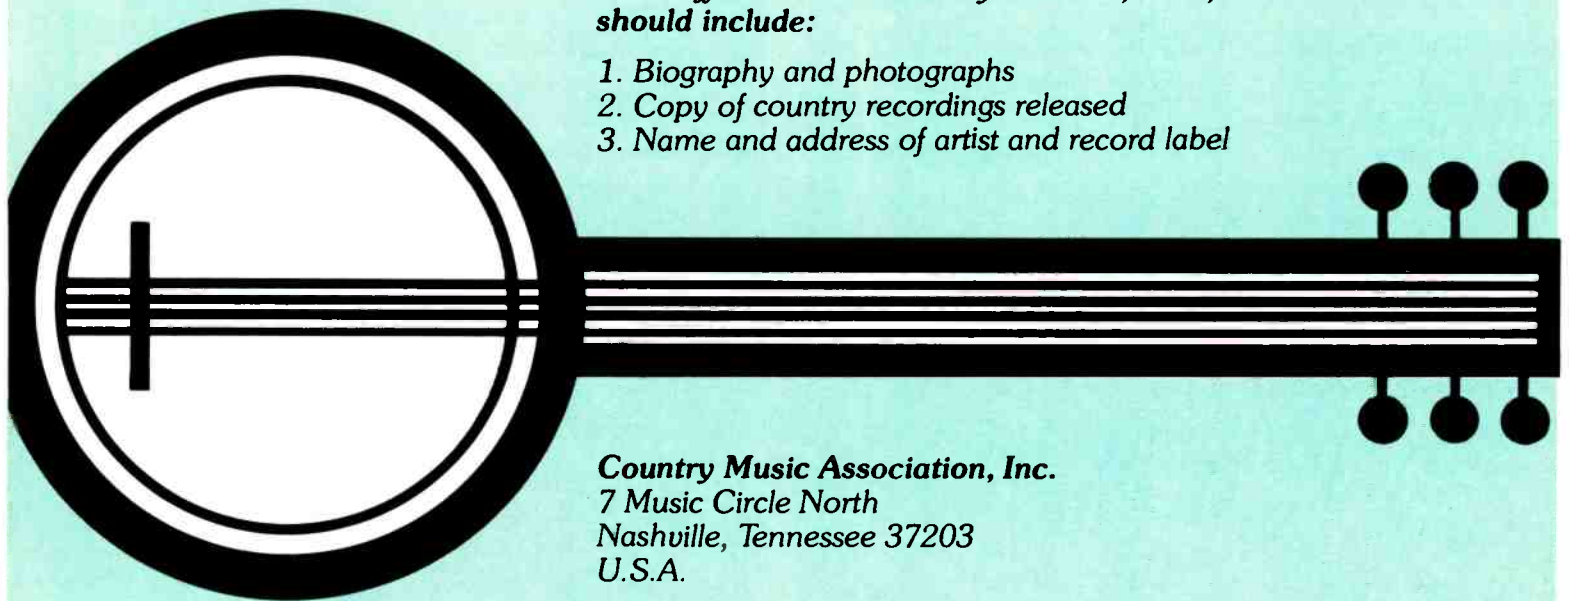 should include:
1. Biography and photographs
2. Copy of country recordings released
3. Name and address of artist and record label
Country Music Association, Inc.
7 Music Circle North
Nashville, Tennessee 37203
U.S.A.